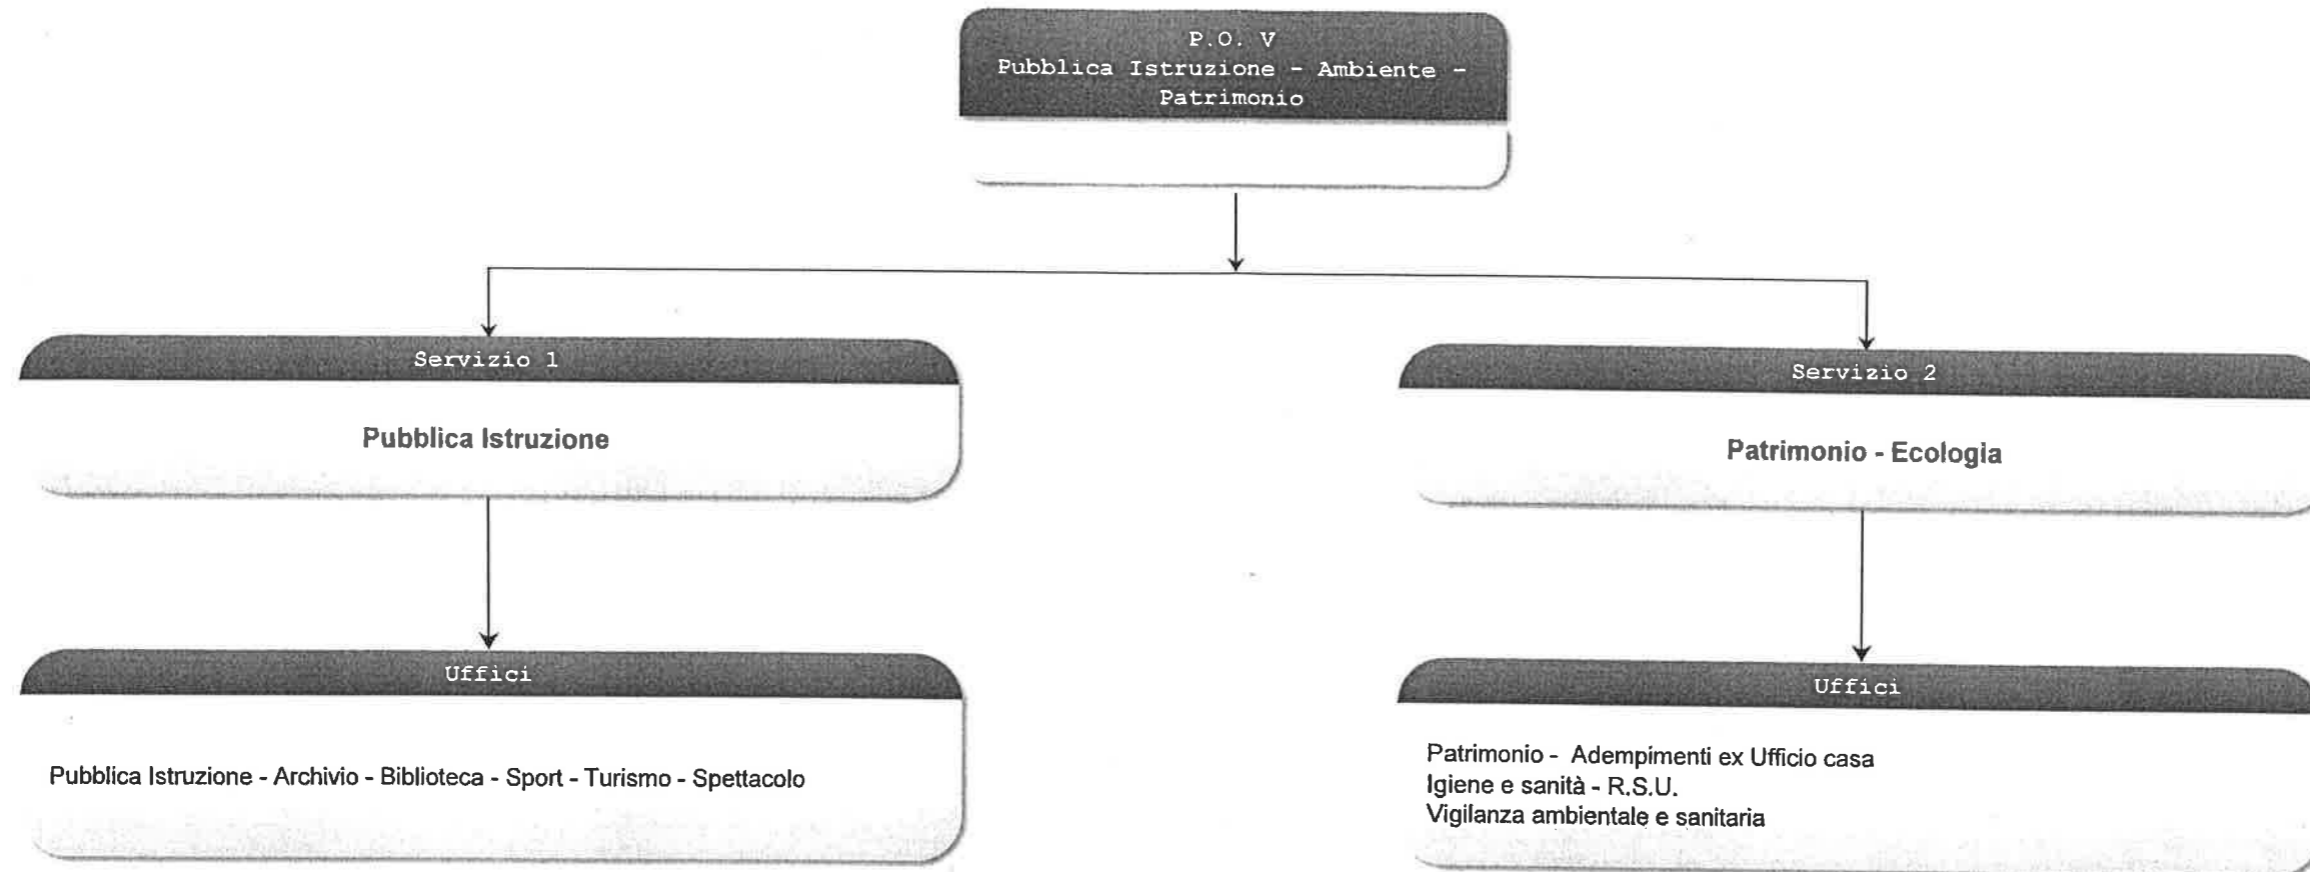 P.O. V
Pubblica Istruzione - Ambiente -
Patrimonio
Servizio 1
Pubblica Istruzione
Servizio 2
Patrimonio - Ecologia
Uffici
Pubblica Istruzione - Archivio - Biblioteca - Sport - Turismo - Spettacolo
Uffici
Patrimonio - Adempimenti ex Ufficio casa
Igiene e sanità - R.S.U.
Vigilanza ambientale e sanitaria